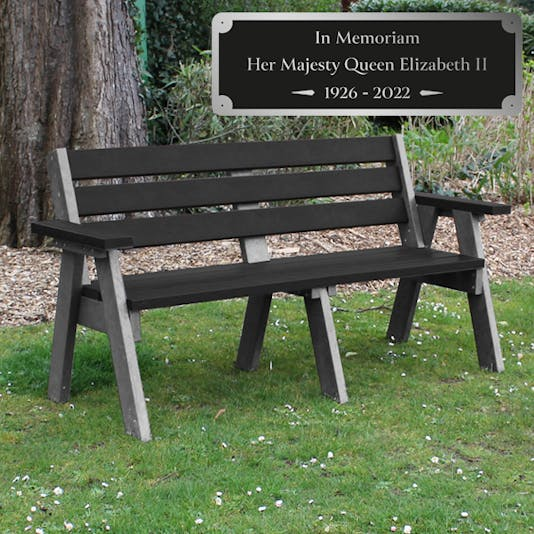 In Memoriam
Her Majesty Queen Elizabeth II
1926 - 2022